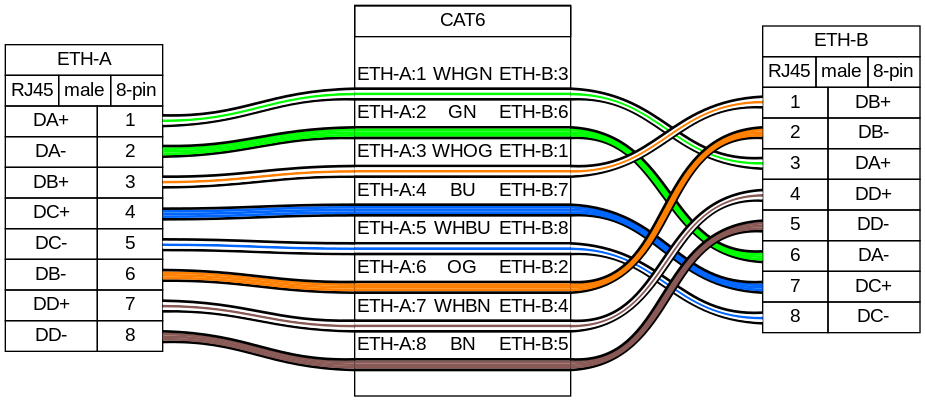 ETH-A
RJ45 male 8-pin
DA+ 1
DA- 2
DB+ 3
DC+ 4
DC- 5
DB- 6
DD+ 7
DD- 8
CAT6
ETH-A:1 WHGN ETH-B:3
ETH-A:2 GN ETH-B:6
ETH-A:3 WHOG ETH-B:1
ETH-A:4 BU ETH-B:7
ETH-A:5 WHBU ETH-B:8
ETH-A:6 OG ETH-B:2
ETH-A:7 WHBN ETH-B:4
ETH-A:8 BN ETH-B:5
ETH-B
RJ45 male 8-pin
1 DB+
2 DB-
3 DA+
4 DD+
5 DD-
6 DA-
7 DC+
8 DC-